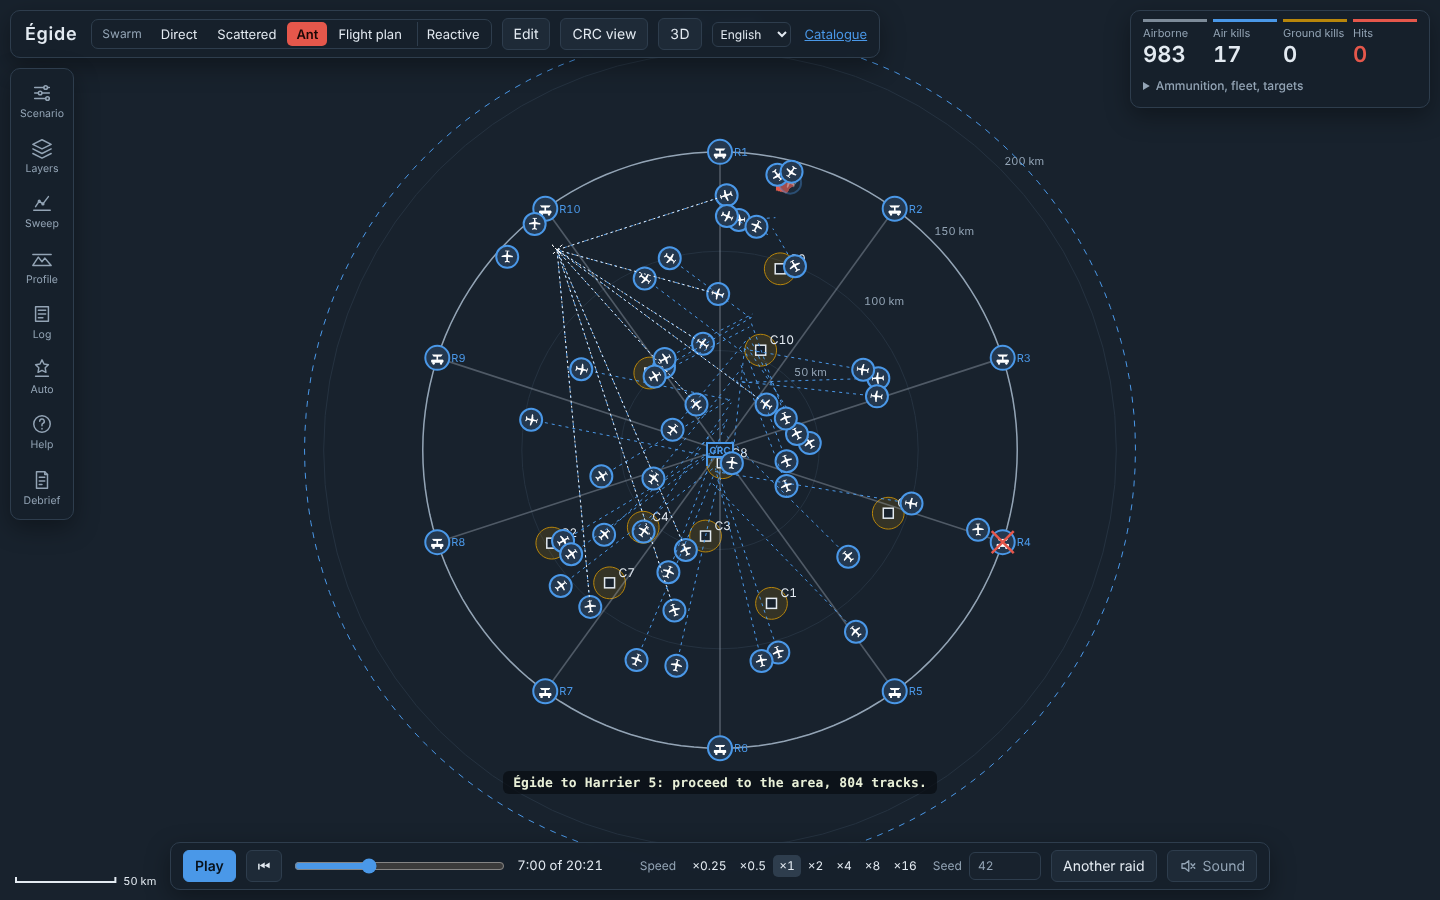 Égide
Swarm Direct Scattered Ant Flight plan Reactive Edit CRC view 3D English Catalogue
Airborne Air kills Ground kills Hits
983 17 0 0
Ammunition, fleet, targets
Scenario
Layers
Sweep
Profile
Log
Auto
Help
Debrief
200 km
150 km
100 km
50 km
R1
R2
R3
R4
R5
R7
R8
R9
R10
C10
CRC
C4
C3
C7
C1
Égide to Harrier 5: proceed to the area, 804 tracks.
Play 7:00 of 20:21 Speed ×0.25 ×0.5 ×1 ×2 ×4 ×8 ×16 Seed 42 Another raid Sound
50 km